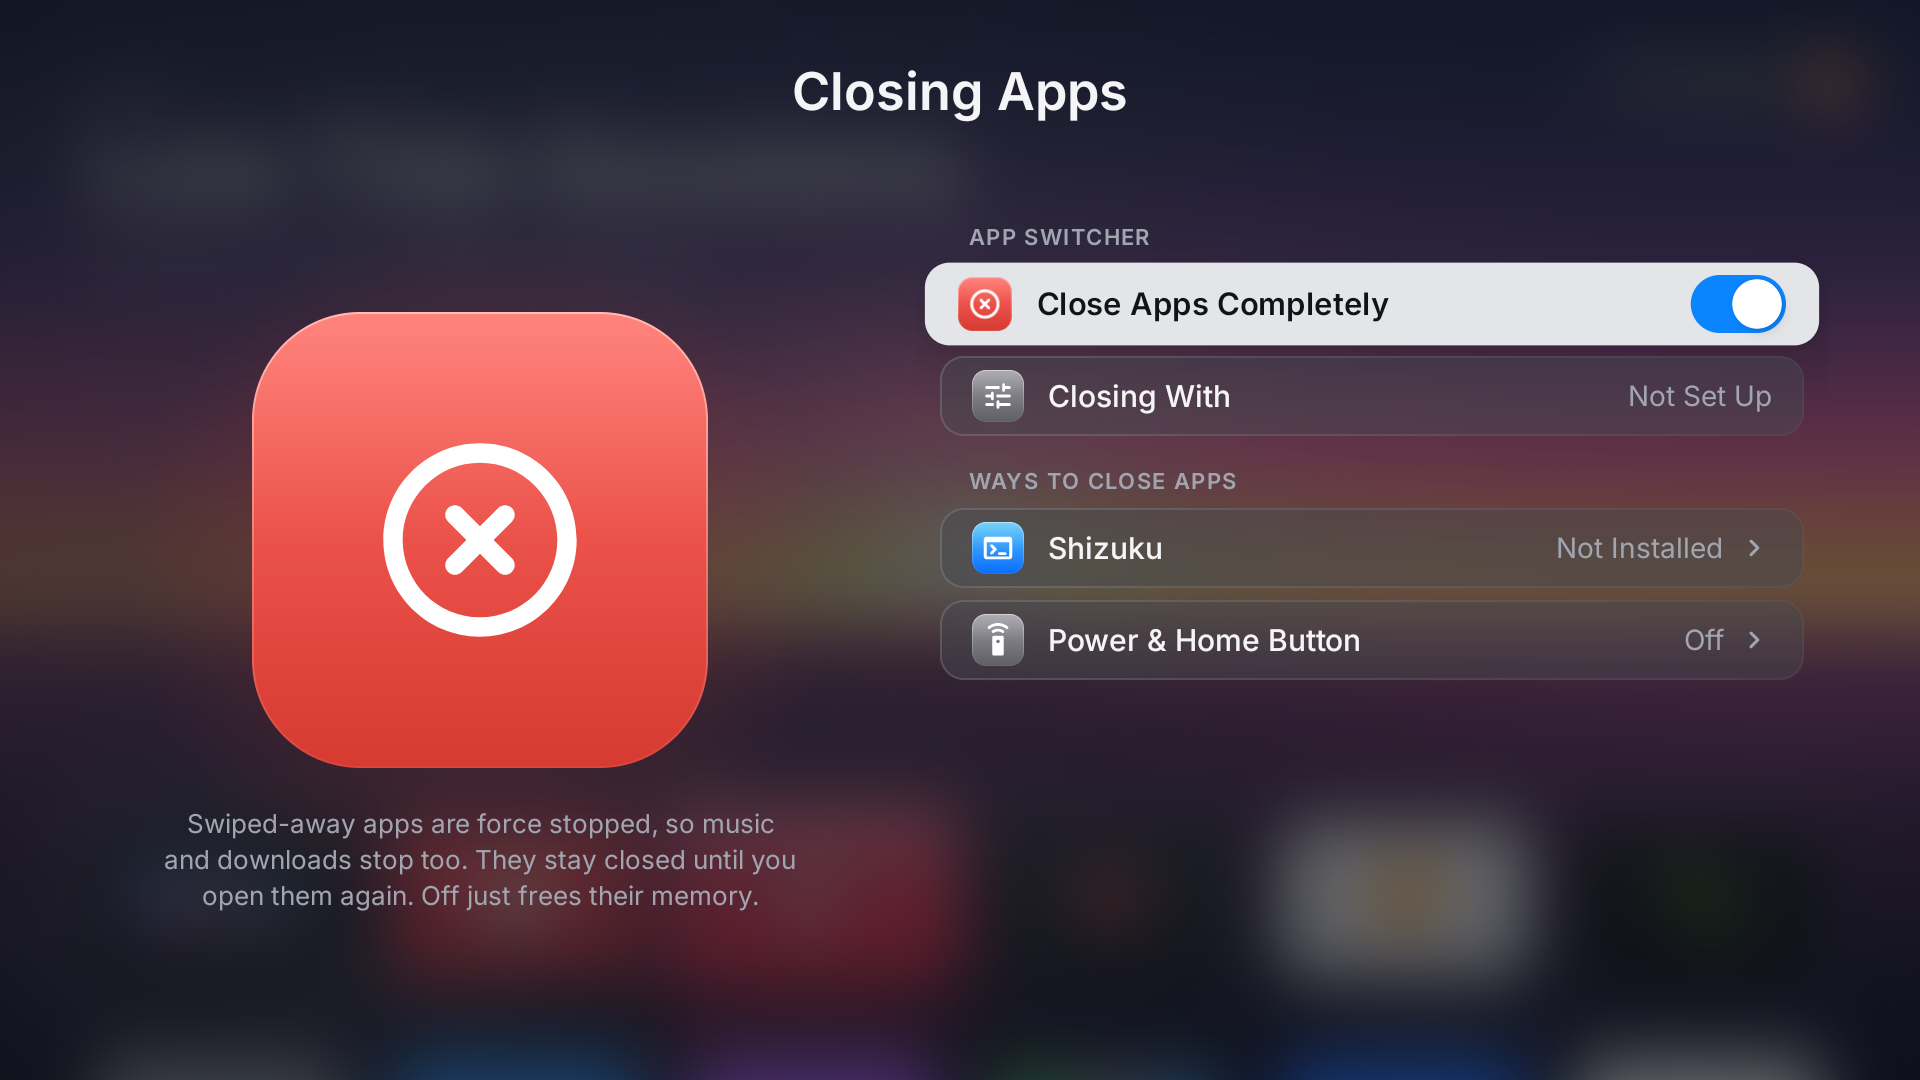 Closing Apps
APP SWITCHER
Close Apps Completely
Closing With
Not Set Up
WAYS TO CLOSE APPS
Shizuku
Not Installed
Power & Home Button
Off
Swiped-away apps are force stopped, so music
and downloads stop too. They stay closed until you
open them again. Off just frees their memory.